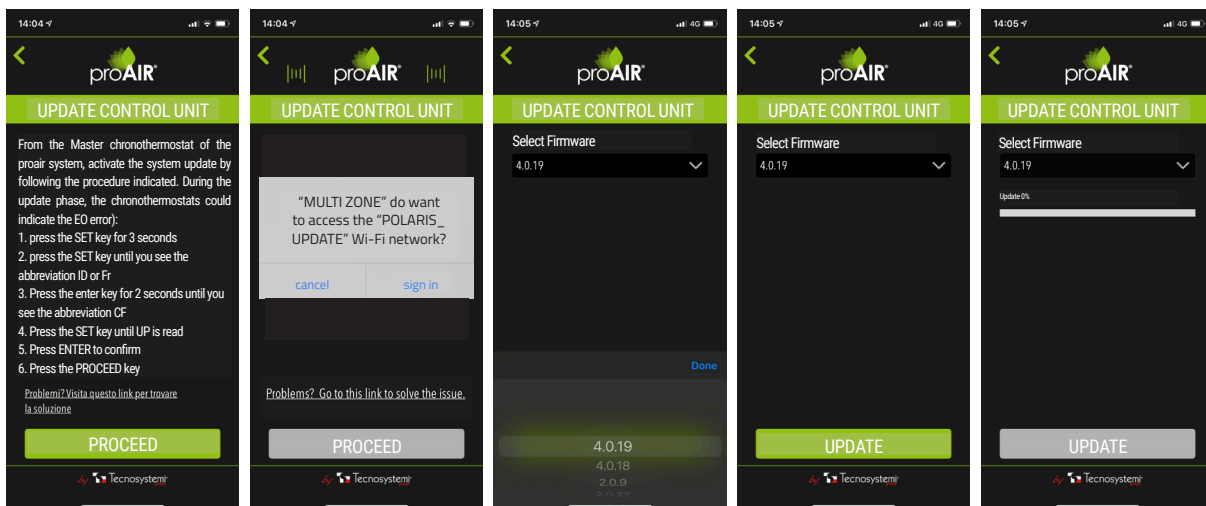 14:04
proAIR®
UPDATE CONTROL UNIT
From the Master chronothermostat of the
proair system, activate the system update by
following the procedure indicated. During the
update phase, the chronothermostats could
indicate the EO error):
1. press the SET key for 3 seconds
2. press the SET key until you see the
abbreviation ID or Fr
3. Press the enter key for 2 seconds until you
see the abbreviation CF
4. Press the SET key until UP is read
5. Press ENTER to confirm
6. Press the PROCEED key
Problemi? Visita questo link per trovare
la soluzione
PROCEED
by Tecnosystemi
14:04
proAIR®
UPDATE CONTROL UNIT
“MULTI ZONE” do want
to access the “POLARIS_
UPDATE” Wi-Fi network?
cancel sign in
Problems? Go to this link to solve the issue.
PROCEED
by Tecnosystemi
14:05 4G
proAIR®
UPDATE CONTROL UNIT
Select Firmware
4.0.19
Done
4.0.19
4.0.18
2.0.9
2.0.22
14:05 4G
proAIR®
UPDATE CONTROL UNIT
Select Firmware
4.0.19
UPDATE
by Tecnosystemi
14:05 4G
proAIR®
UPDATE CONTROL UNIT
Select Firmware
4.0.19
Update 0%
UPDATE
by Tecnosystemi